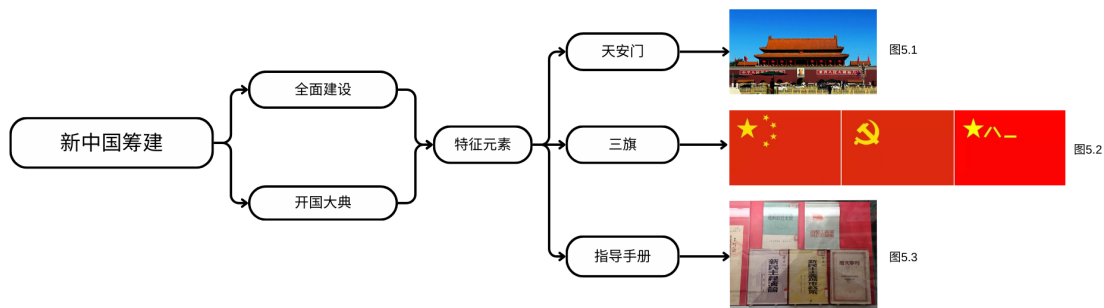 新中国筹建
全面建设
开国大典
特征元素
天安门
图5.1
三旗
八一
图5.2
指导手册
图5.3